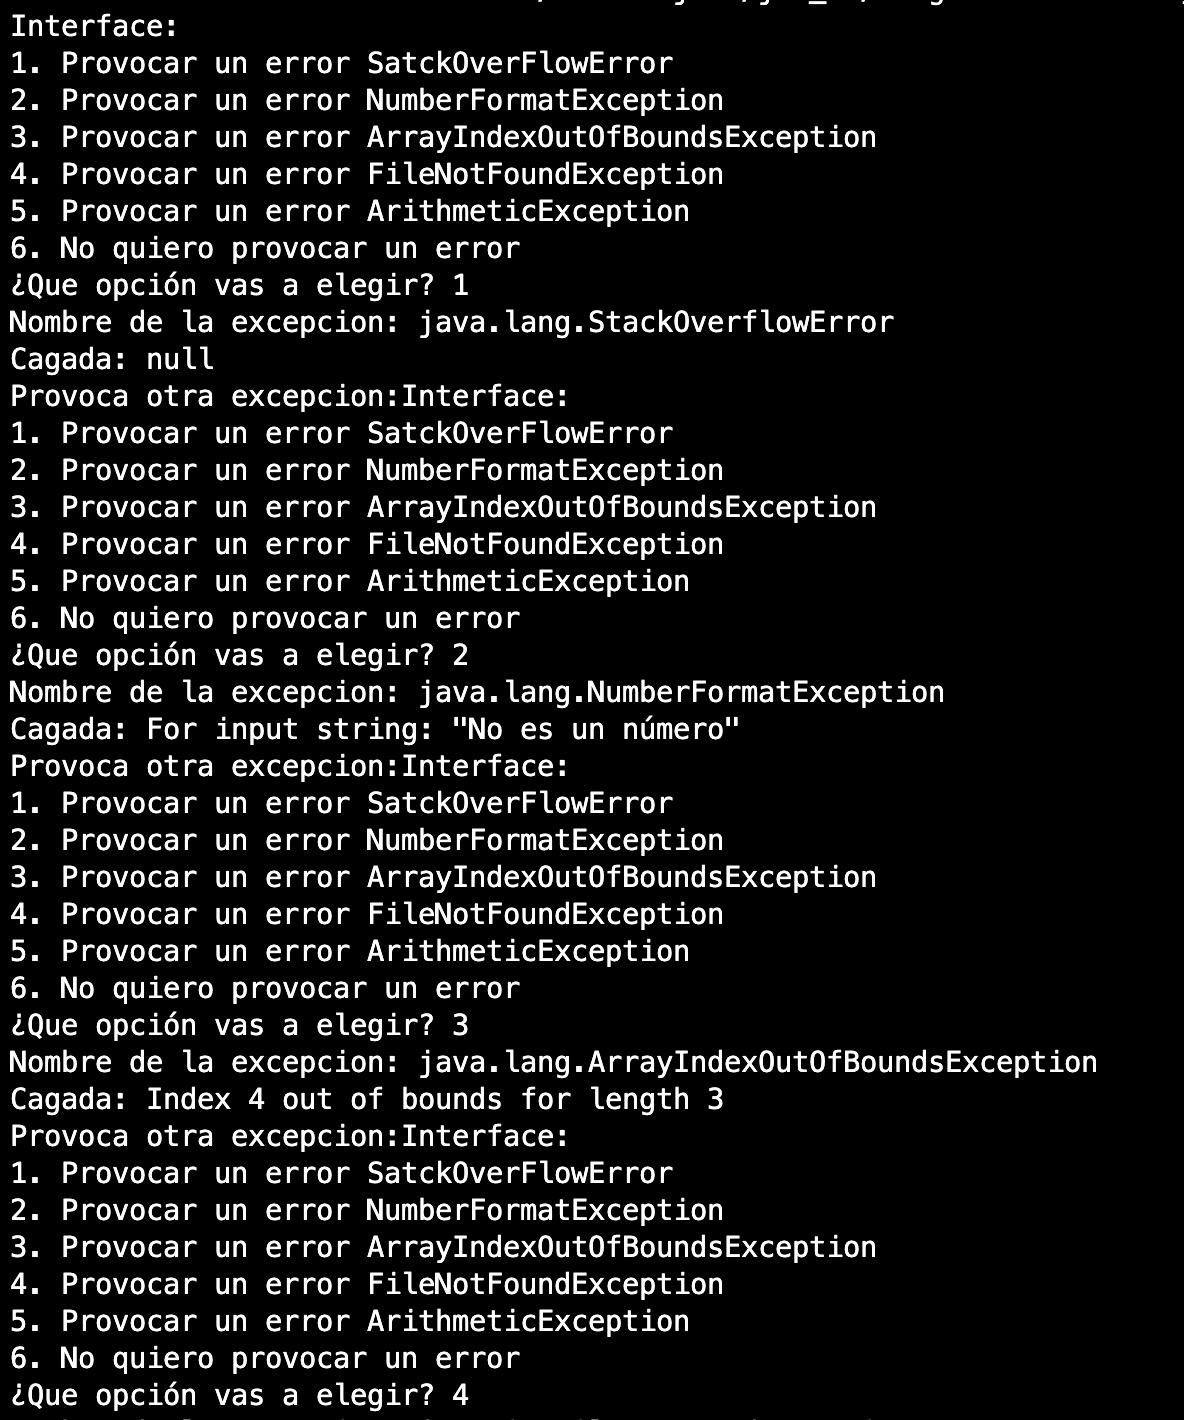 Interface:
1. Provocar un error SatckOverFlowError
2. Provocar un error NumberFormatException
3. Provocar un error ArrayIndexOutOfBoundsException
4. Provocar un error FileNotFoundException
5. Provocar un error ArithmeticException
6. No quiero provocar un error
¿Que opción vas a elegir? 1
Nombre de la excepcion: java.lang.StackOverflowError
Cagada: null
Provoca otra excepcion:Interface:
1. Provocar un error SatckOverFlowError
2. Provocar un error NumberFormatException
3. Provocar un error ArrayIndexOutOfBoundsException
4. Provocar un error FileNotFoundException
5. Provocar un error ArithmeticException
6. No quiero provocar un error
¿Que opción vas a elegir? 2
Nombre de la excepcion: java.lang.NumberFormatException
Cagada: For input string: "No es un número"
Provoca otra excepcion:Interface:
1. Provocar un error SatckOverFlowError
2. Provocar un error NumberFormatException
3. Provocar un error ArrayIndexOutOfBoundsException
4. Provocar un error FileNotFoundException
5. Provocar un error ArithmeticException
6. No quiero provocar un error
¿Que opción vas a elegir? 3
Nombre de la excepcion: java.lang.ArrayIndexOutOfBoundsException
Cagada: Index 4 out of bounds for length 3
Provoca otra excepcion:Interface:
1. Provocar un error SatckOverFlowError
2. Provocar un error NumberFormatException
3. Provocar un error ArrayIndexOutOfBoundsException
4. Provocar un error FileNotFoundException
5. Provocar un error ArithmeticException
6. No quiero provocar un error
¿Que opción vas a elegir? 4